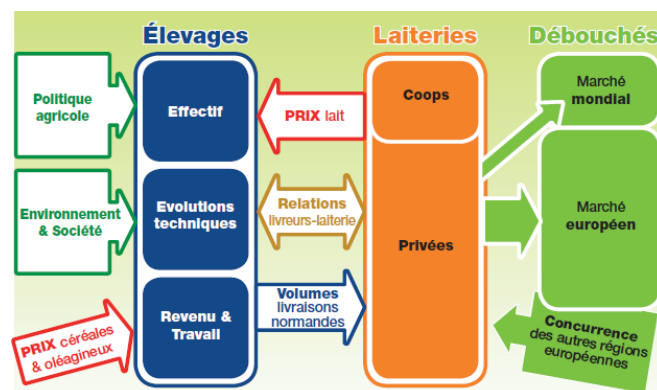 Élevages
Laiteries
Débouchés
Politique
agricole
Effectif
PRIX lait
Coops
Marché
mondial
Environnement
& Société
Evolutions
techniques
Relations
livreurs-laiterie
Privées
Marché
européen
PRIX céréales
& oléagineux
Revenu &
Travail
Volumes
livraisons
normandes
Concurrence
des autres régions
européennes